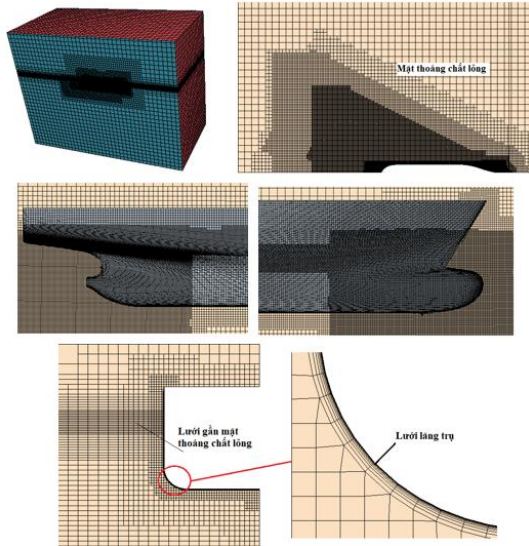 Mặt thoáng chất lỏng
Lưới gần mặt
thoáng chất lỏng
Lưới lăng trụ